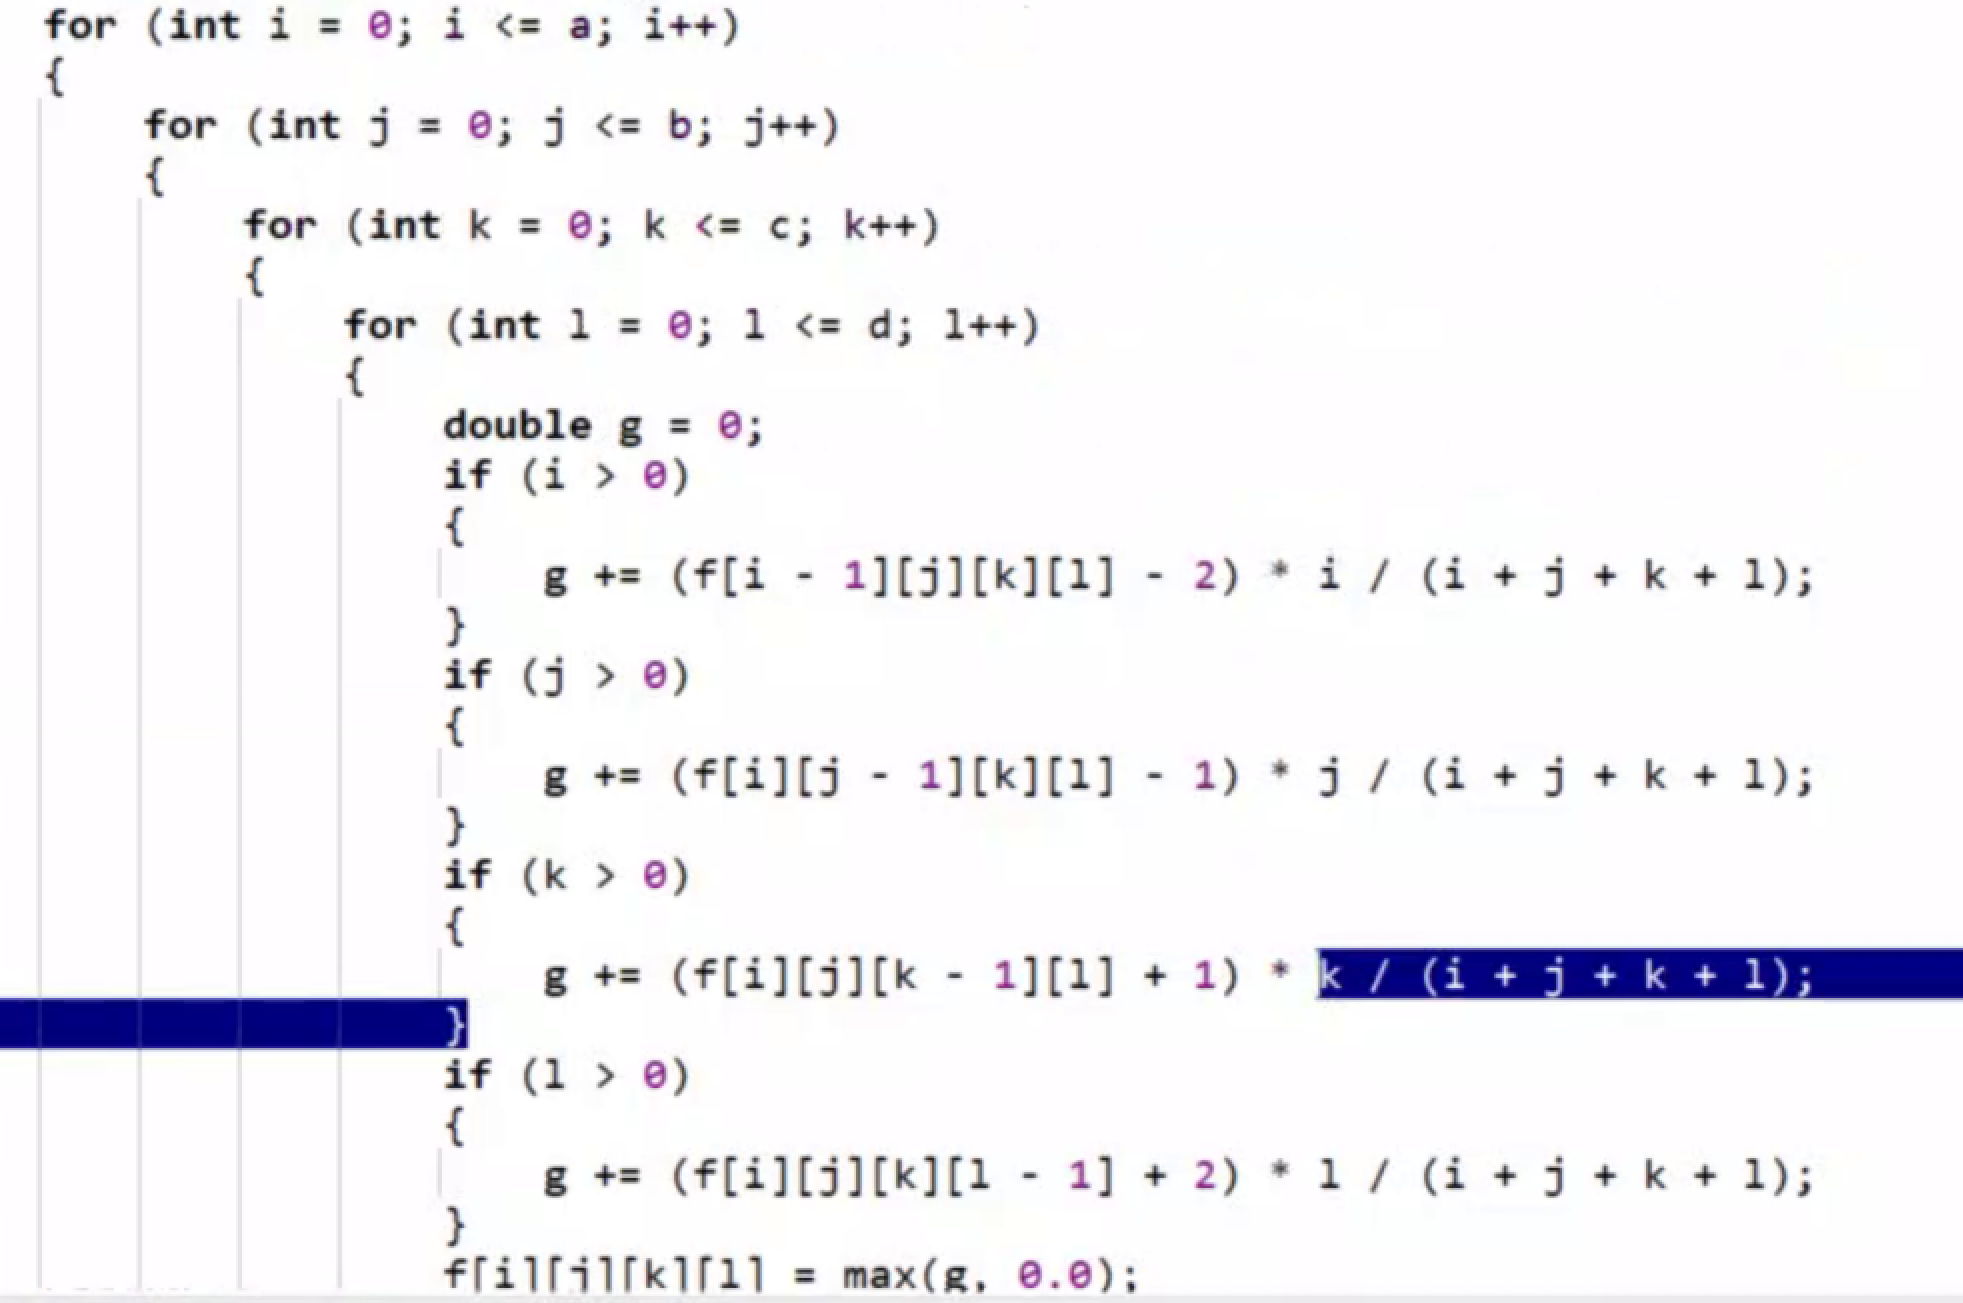 for (int i = 0; i <= a; i++)
{
    for (int j = 0; j <= b; j++)
    {
        for (int k = 0; k <= c; k++)
        {
            for (int l = 0; l <= d; l++)
            {
                double g = 0;
                if (i > 0)
                {
                    g += (f[i - 1][j][k][l] - 2) * i / (i + j + k + l);
                }
                if (j > 0)
                {
                    g += (f[i][j - 1][k][l] - 1) * j / (i + j + k + l);
                }
                if (k > 0)
                {
                    g += (f[i][j][k - 1][l] + 1) * k / (i + j + k + l);
                }
                if (l > 0)
                {
                    g += (f[i][j][k][l - 1] + 2) * l / (i + j + k + l);
                }
                f[i][j][k][l] = max(g, 0.0);